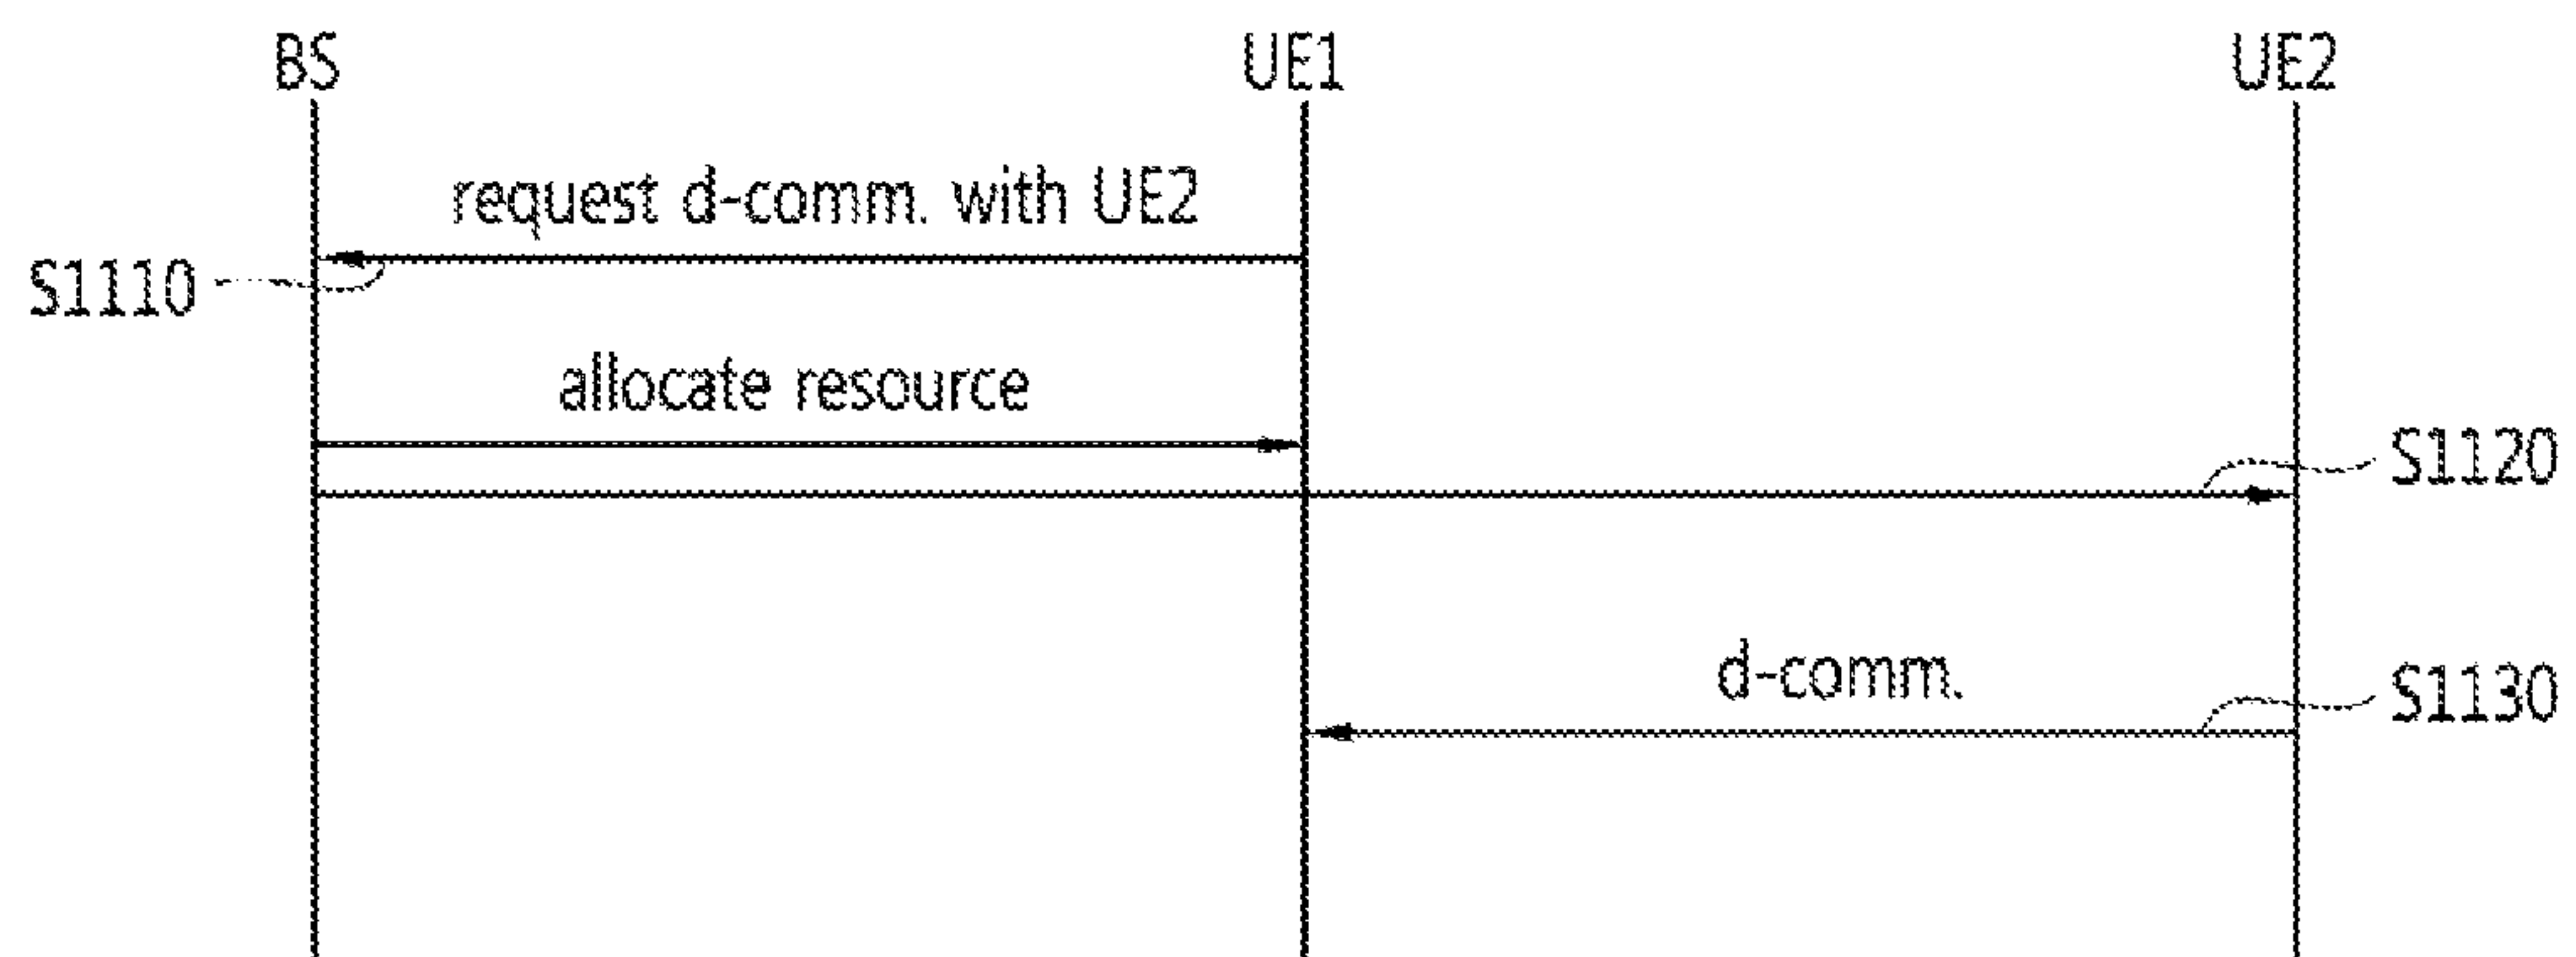 BS UE1 UE2
request d-comm. with UE2
S1110
allocate resource
S1120
d-comm.
S1130